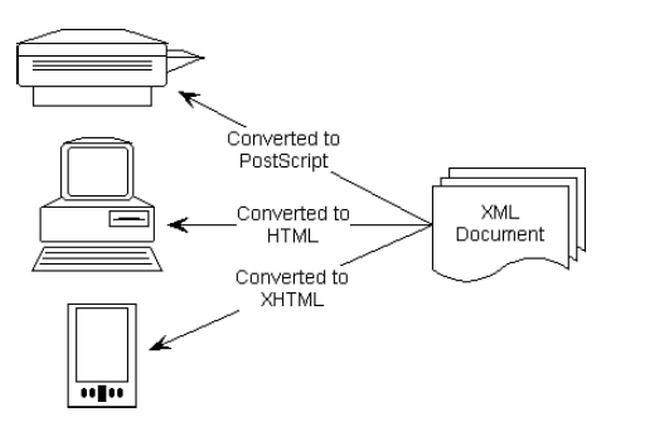 Converted to
PostScript
Converted to
HTML
Converted to
XHTML
XML
Document